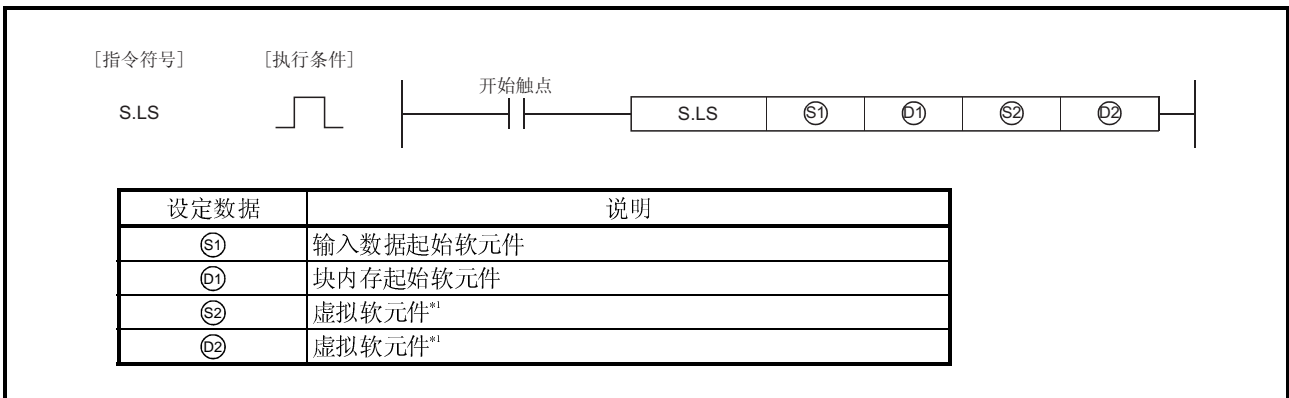 [指令符号] [执行条件]
开始触点
S.LS S.LS S1 D1 S2 D2
设定数据 说明
S1 输入数据起始软元件
D1 块内存起始软元件
S2 虚拟软元件*1
D2 虚拟软元件*1